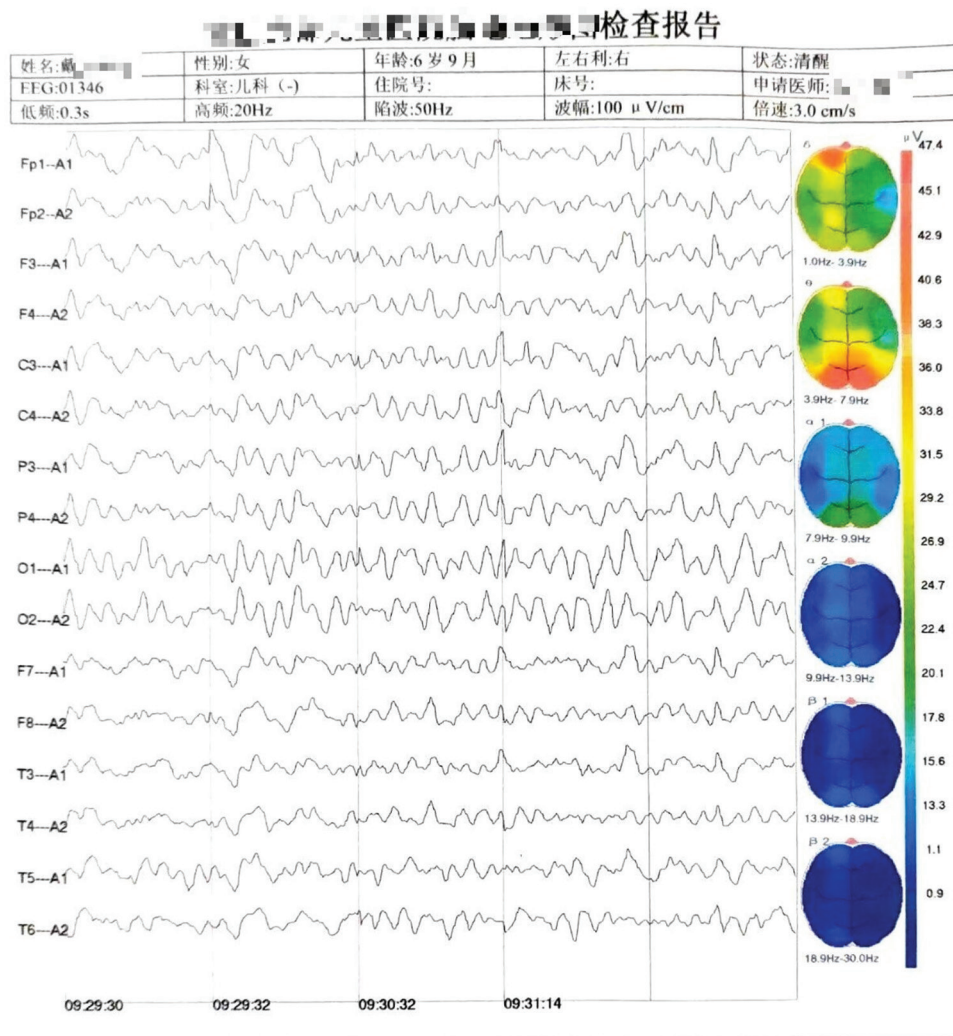 检查报告
姓名:戴 性别:女 年龄:6 岁 9 月 左右利:右 状态:清醒
EEG:01346 科室:儿科 (-) 住院号: 床号: 申请医师:
低频:0.3s 高频:20Hz 陷波:50Hz 波幅:100 μV/cm 倍速:3.0 cm/s
Fp1--A1
Fp2--A2
F3---A1
F4---A2
C3---A1
C4---A2
P3---A1
P4---A2
O1---A1
O2---A2
F7---A1
F8---A2
T3---A1
T4---A2
T5---A1
T6---A2
09:29:30 09:29:32 09:30:32 09:31:14
δ
1.0Hz- 3.9Hz
θ
3.9Hz- 7.9Hz
α 1
7.9Hz- 9.9Hz
α 2
9.9Hz-13.9Hz
β 1
13.9Hz-18.9Hz
β 2
18.9Hz-30.0Hz
μV
47.4
45.1
42.9
40.6
38.3
36.0
33.8
31.5
29.2
26.9
24.7
22.4
20.1
17.8
15.6
13.3
1.1
0.9